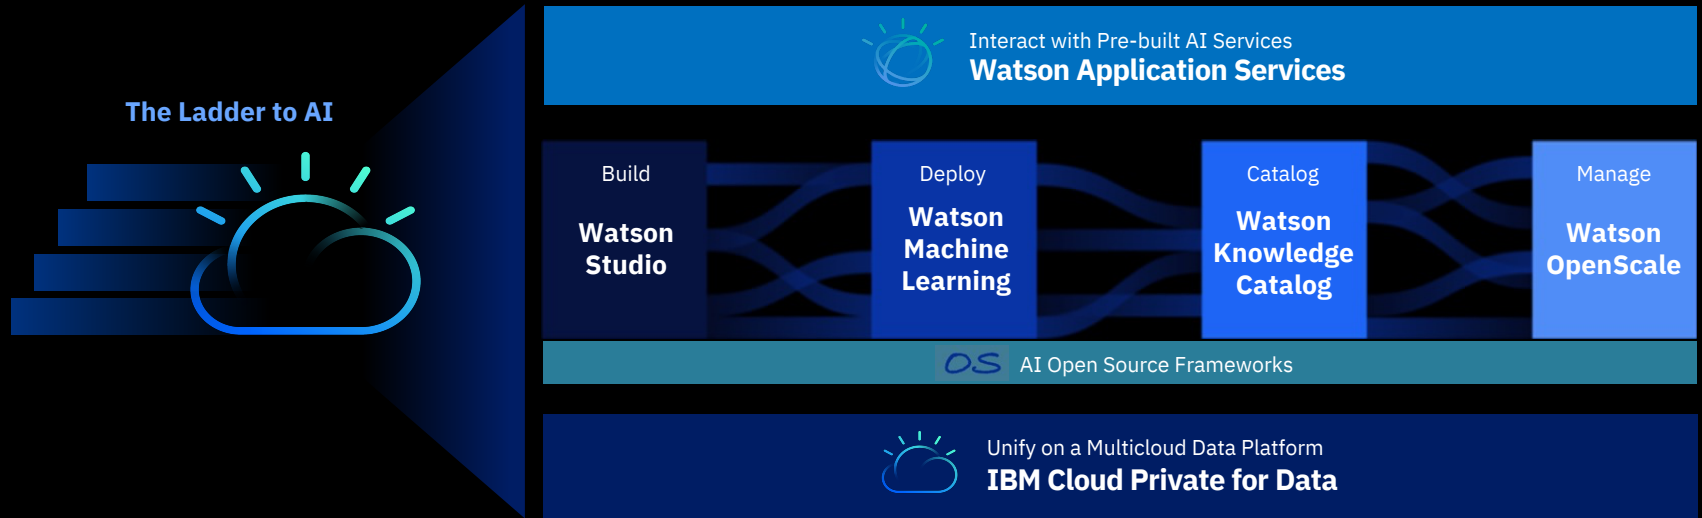 The Ladder to AI
Interact with Pre-built AI Services
Watson Application Services
Build
Watson
Studio
Deploy
Watson
Machine
Learning
Catalog
Watson
Knowledge
Catalog
Manage
Watson
OpenScale
OS AI Open Source Frameworks
Unify on a Multicloud Data Platform
IBM Cloud Private for Data